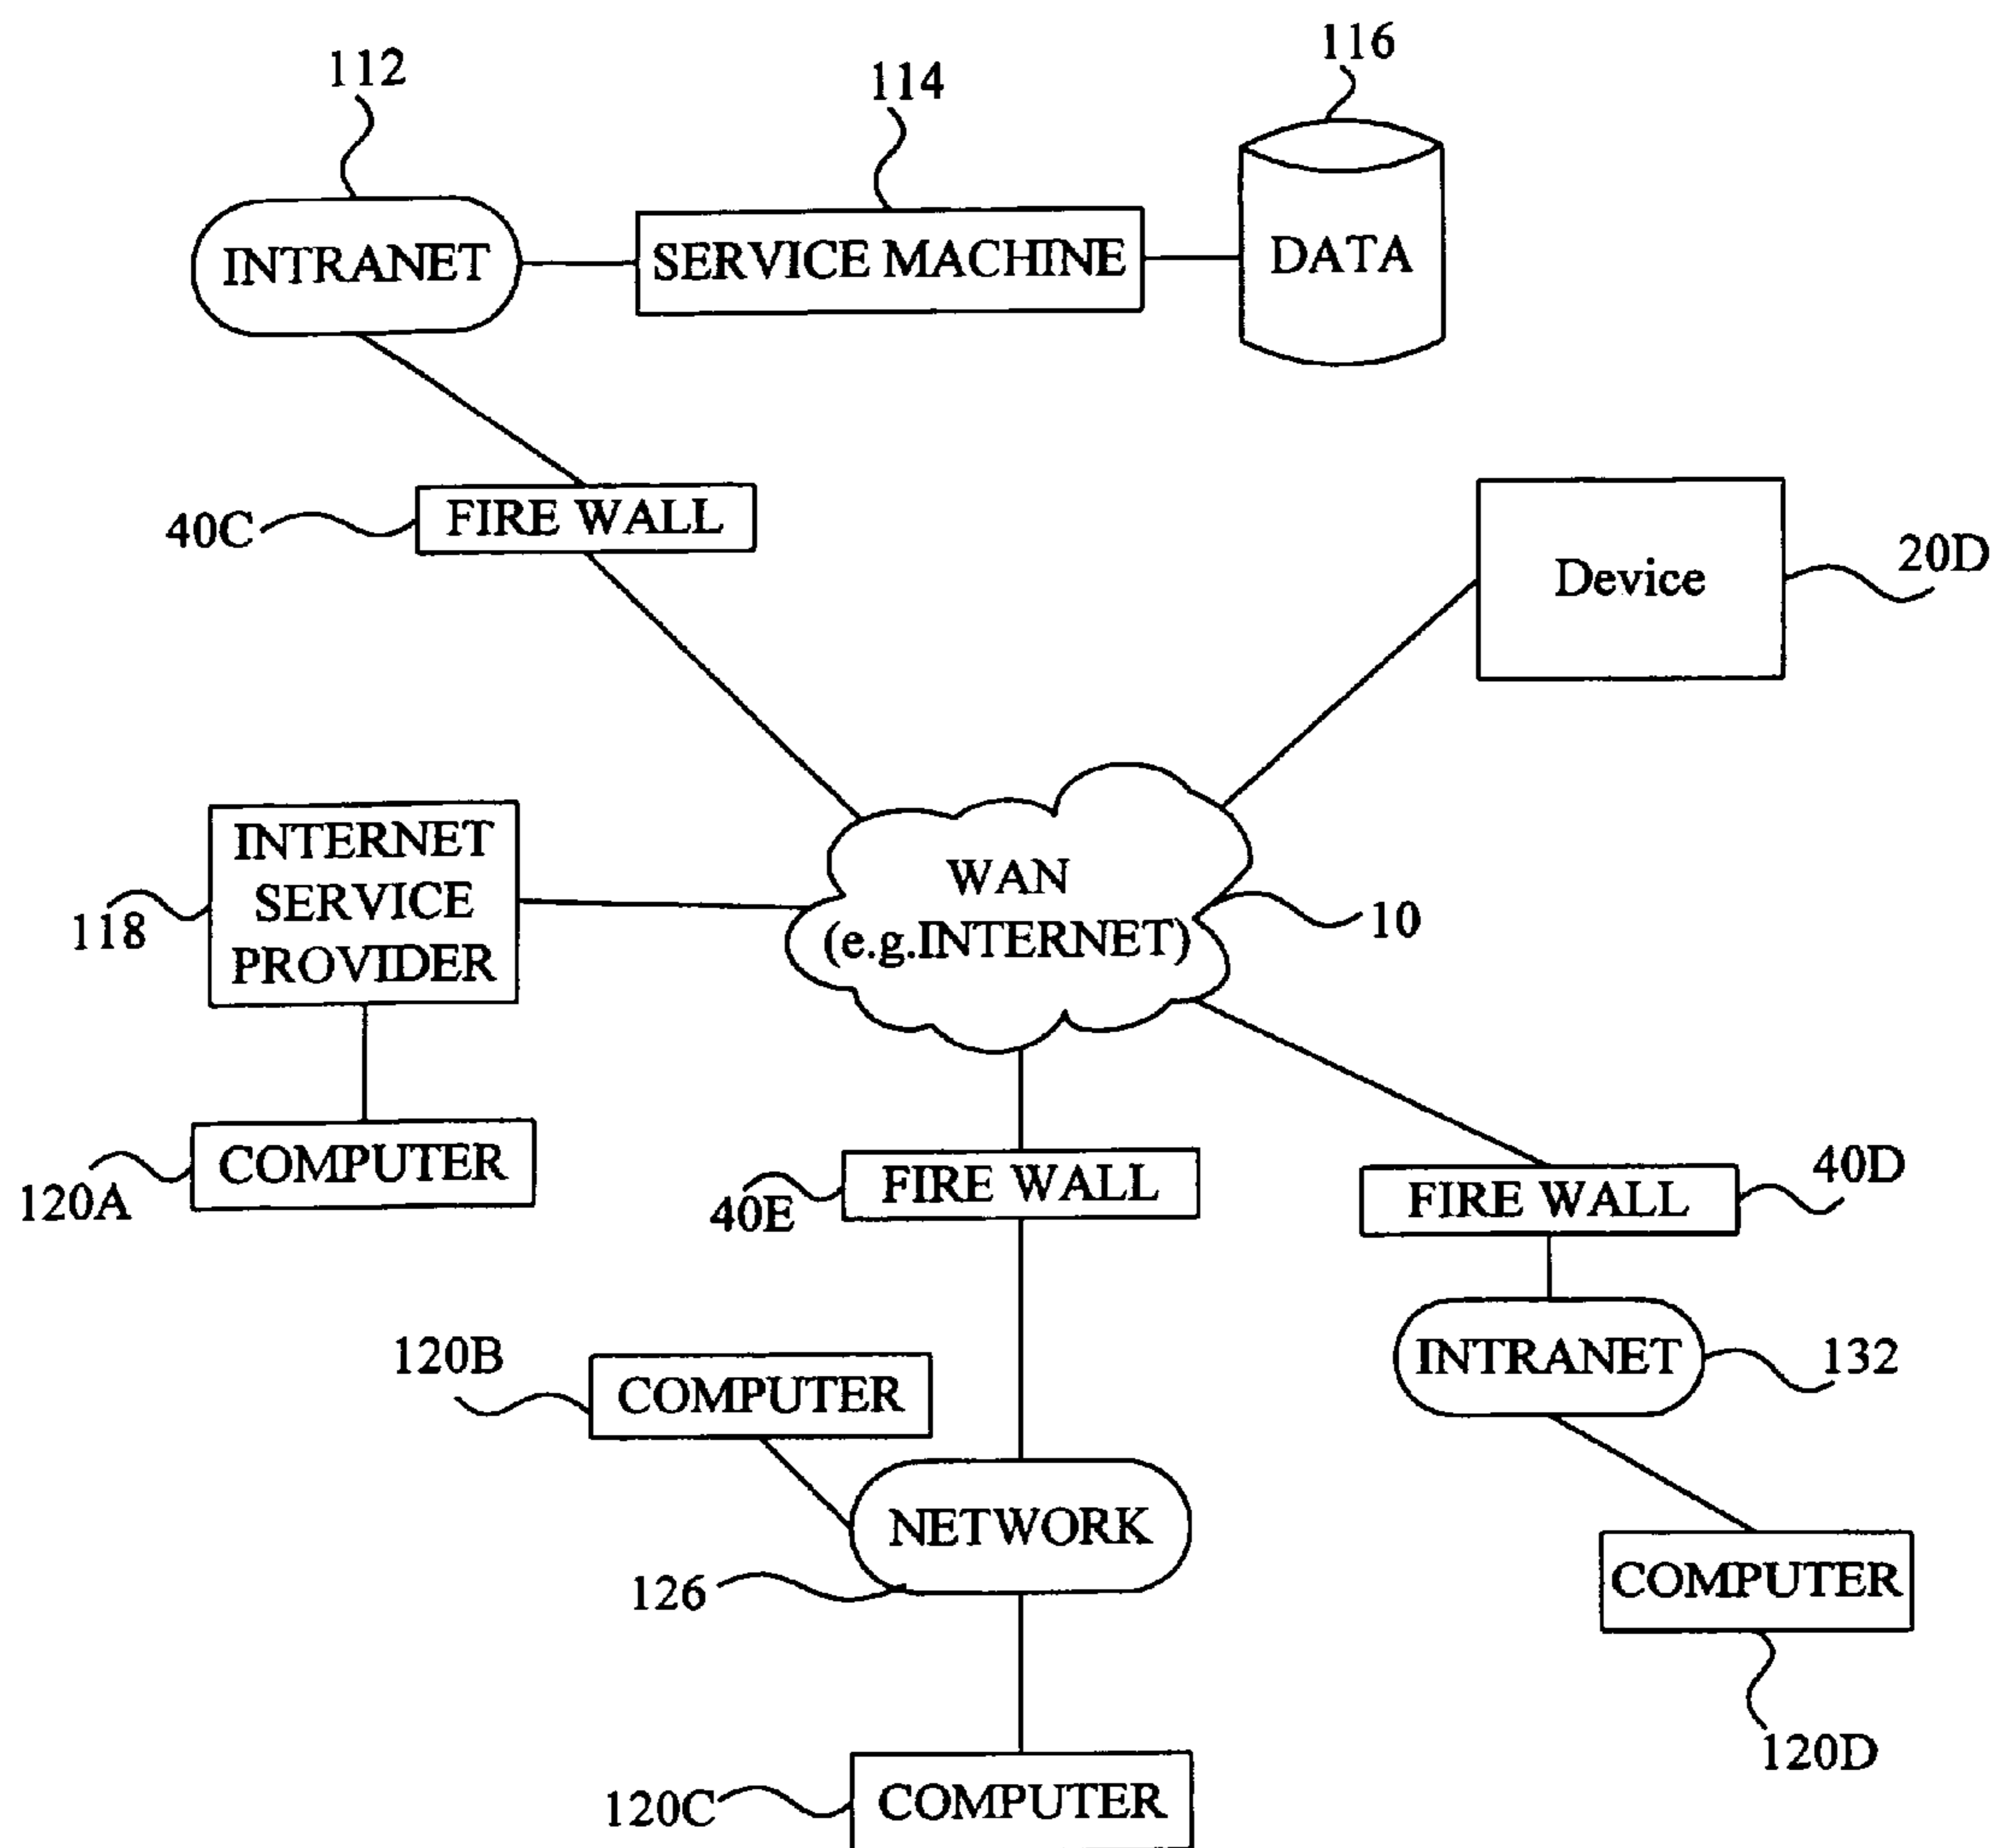 112
114
116
INTRANET
SERVICE MACHINE
DATA
40C
FIRE WALL
Device
20D
INTERNET
SERVICE
PROVIDER
118
WAN
(e.g.INTERNET)
10
COMPUTER
120A
FIRE WALL
40E
FIRE WALL
40D
120B
COMPUTER
INTRANET
132
NETWORK
126
COMPUTER
120D
120C
COMPUTER